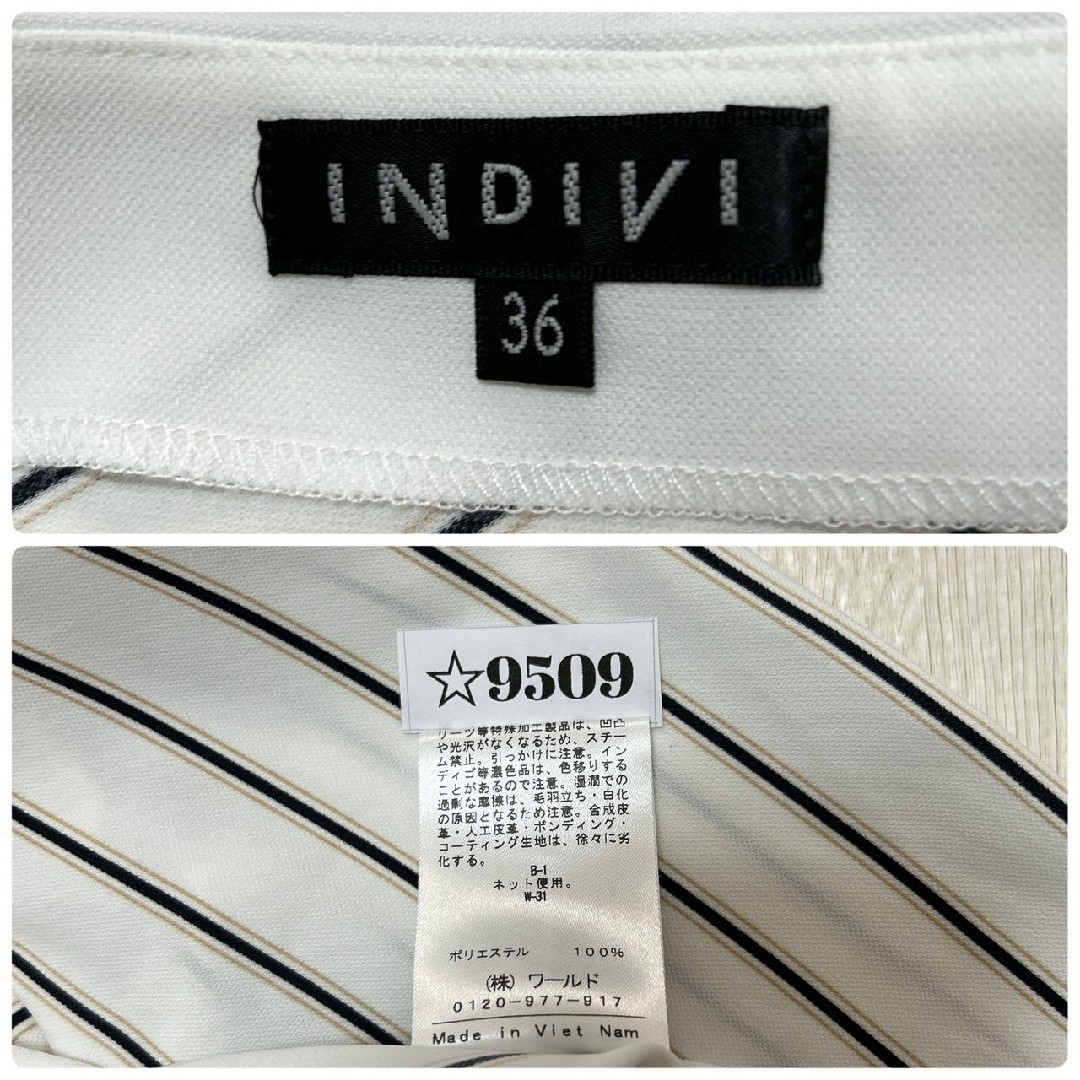 INDIVI
36
☆9509
リーツ等特殊加工製品は、凹凸
や光沢がなくなるため、スチー
ム禁止。引っかけに注意。イン
ディゴ等濃色品は、色移りする
ことがあるので注意。湿潤での
過剰な摩擦は、毛羽立ち・白化
の原因となるため注意。合成皮
革・人工皮革・ボンディング・
コーティング生地は、徐々に劣
化する。
B-1
ネット使用。
W-31
ポリエステル 100%
(株) ワールド
0120-977-917
Made in Viet Nam